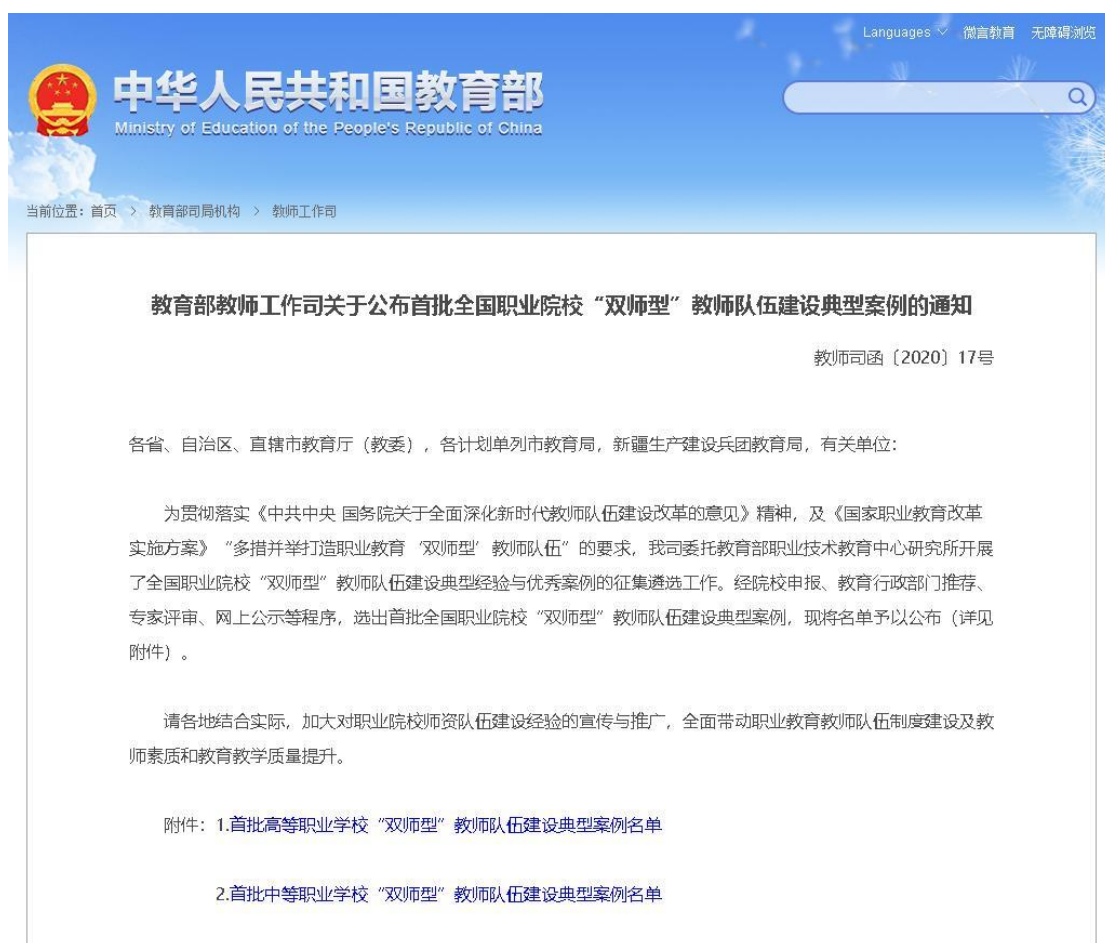 Languages 微言教育 无障碍浏览
中华人民共和国教育部
Ministry of Education of the People's Republic of China
当前位置：首页 > 教育部司局机构 > 教师工作司
教育部教师工作司关于公布首批全国职业院校“双师型”教师队伍建设典型案例的通知
教师司函〔2020〕17号
各省、自治区、直辖市教育厅（教委），各计划单列市教育局，新疆生产建设兵团教育局，有关单位：
为贯彻落实《中共中央 国务院关于全面深化新时代教师队伍建设改革的意见》精神，及《国家职业教育改革
实施方案》“多措并举打造职业教育‘双师型’教师队伍”的要求，我司委托教育部职业技术教育中心研究所开展
了全国职业院校“双师型”教师队伍建设典型经验与优秀案例的征集遴选工作。经院校申报、教育行政部门推荐、
专家评审、网上公示等程序，选出首批全国职业院校“双师型”教师队伍建设典型案例，现将名单予以公布（详见
附件）。
请各地结合实际，加大对职业院校师资队伍建设经验的宣传与推广，全面带动职业教育教师队伍制度建设及教
师素质和教育教学质量提升。
附件：1.首批高等职业学校“双师型”教师队伍建设典型案例名单
2.首批中等职业学校“双师型”教师队伍建设典型案例名单